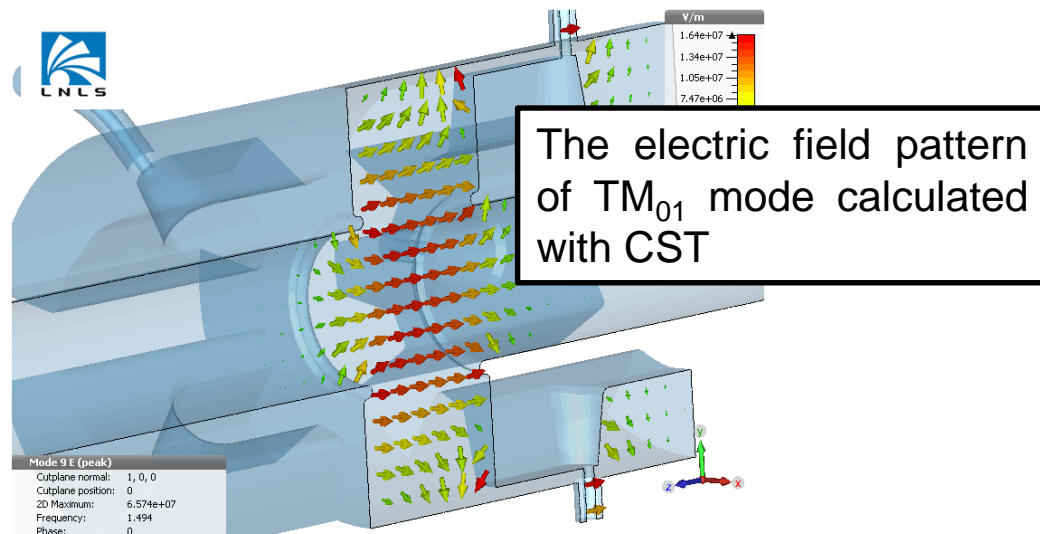 LNLS
V/m
1.64e+07
1.34e+07
1.05e+07
7.47e+06
The electric field pattern
of TM₀₁ mode calculated
with CST
y
z
x
Mode 9 E (peak)
Cutplane normal: 1, 0, 0
Cutplane position: 0
2D Maximum: 6.574e+07
Frequency: 1.494
Phase: 0